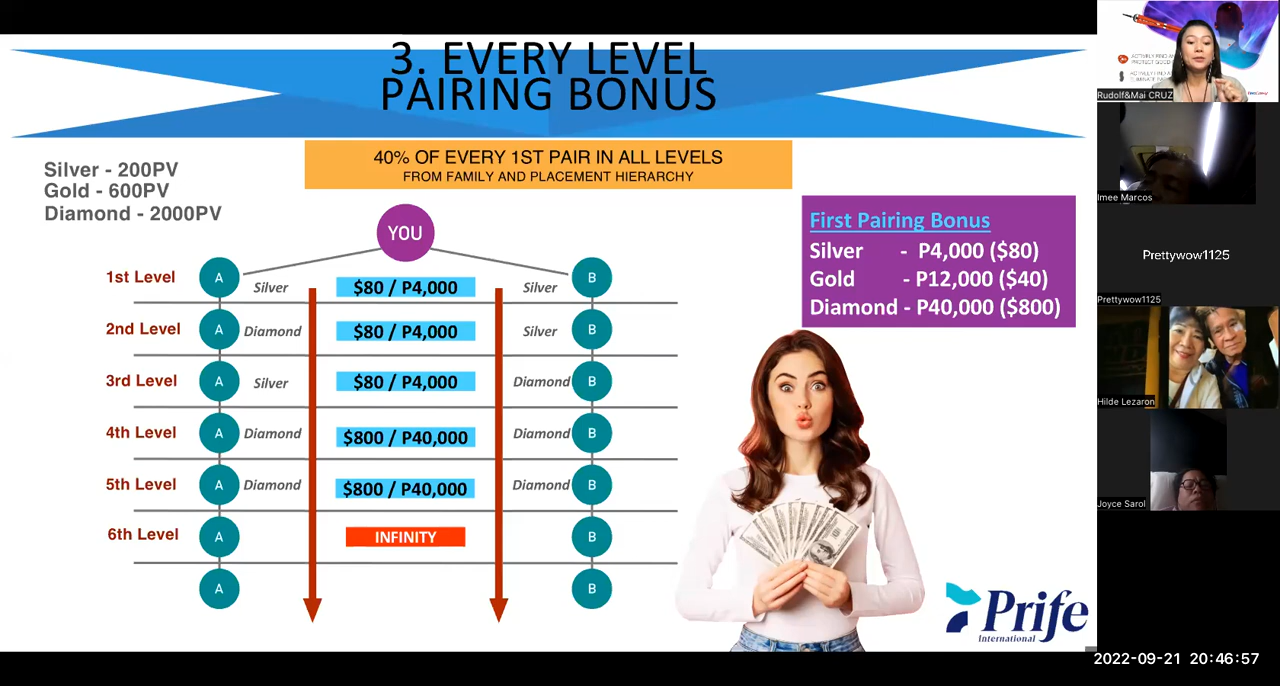 3. EVERY LEVEL
PAIRING BONUS
Silver - 200PV
Gold - 600PV
Diamond - 2000PV
40% OF EVERY 1ST PAIR IN ALL LEVELS
FROM FAMILY AND PLACEMENT HIERARCHY
YOU
First Pairing Bonus
Silver - P4,000 ($80)
Gold - P12,000 ($40)
Diamond - P40,000 ($800)
1st Level A Silver $80 / P4,000 Silver B
2nd Level A Diamond $80 / P4,000 Silver B
3rd Level A Silver $80 / P4,000 Diamond B
4th Level A Diamond $800 / P40,000 Diamond B
5th Level A Diamond $800 / P40,000 Diamond B
6th Level A INFINITY B
A B
Prife
International
Rudolf&Mai CRUZ
Imee Marcos
Prettywow1125
Prettywow1125
Hilde Lezaron
Joyce Sarol
2022-09-21 20:46:57